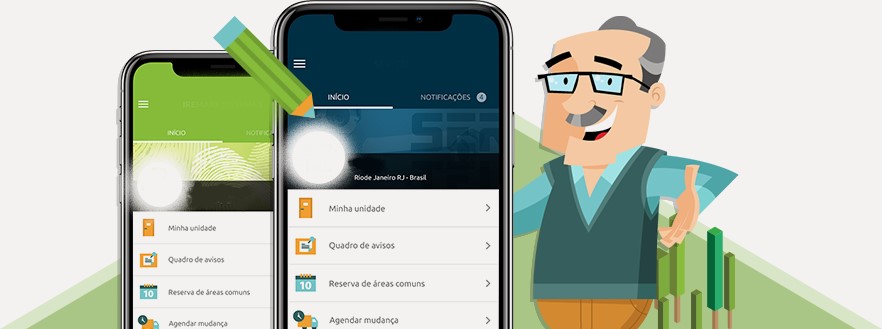 INÍCIO
NOTIFIC
Minha unidade
Quadro de avisos
10
Reserva de áreas comuns
Agendar mudança
INÍCIO
NOTIFICAÇÕES 4
Riode Janeiro RJ - Brasil
Minha unidade
Quadro de avisos
10
Reserva de áreas comuns
Agendar mudança